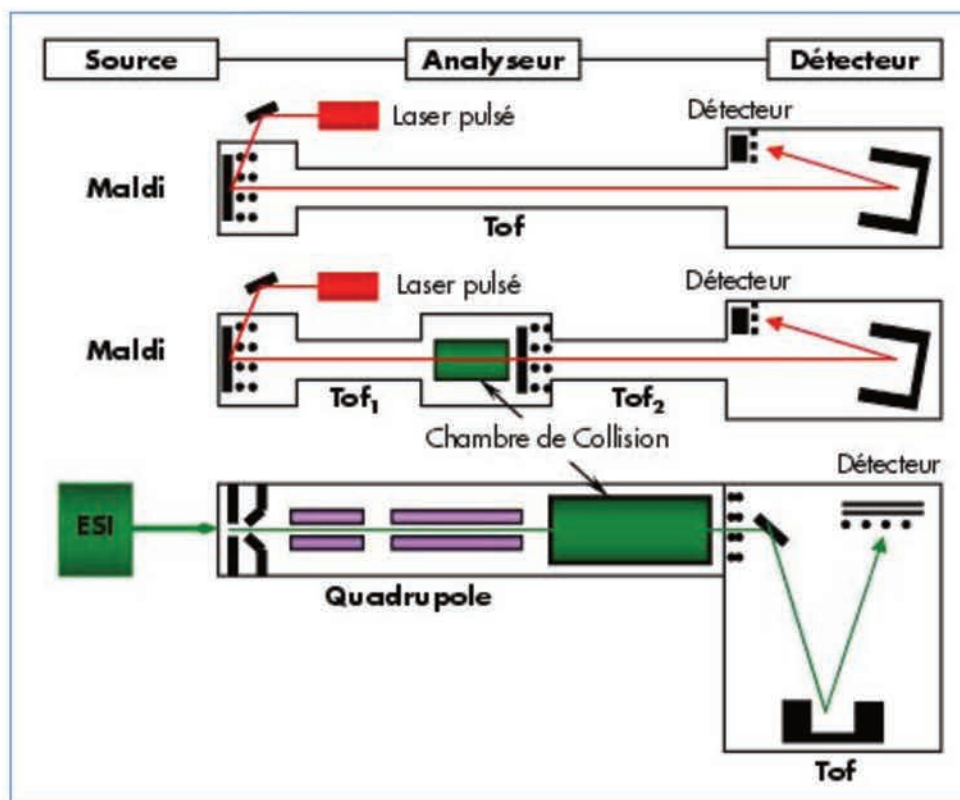 Source
Analyseur
Détecteur
Laser pulsé
Détecteur
Maldi
Tof
Laser pulsé
Détecteur
Maldi
Tof₁
Tof₂
Chambre de Collision
Détecteur
ESI
Quadrupole
Tof